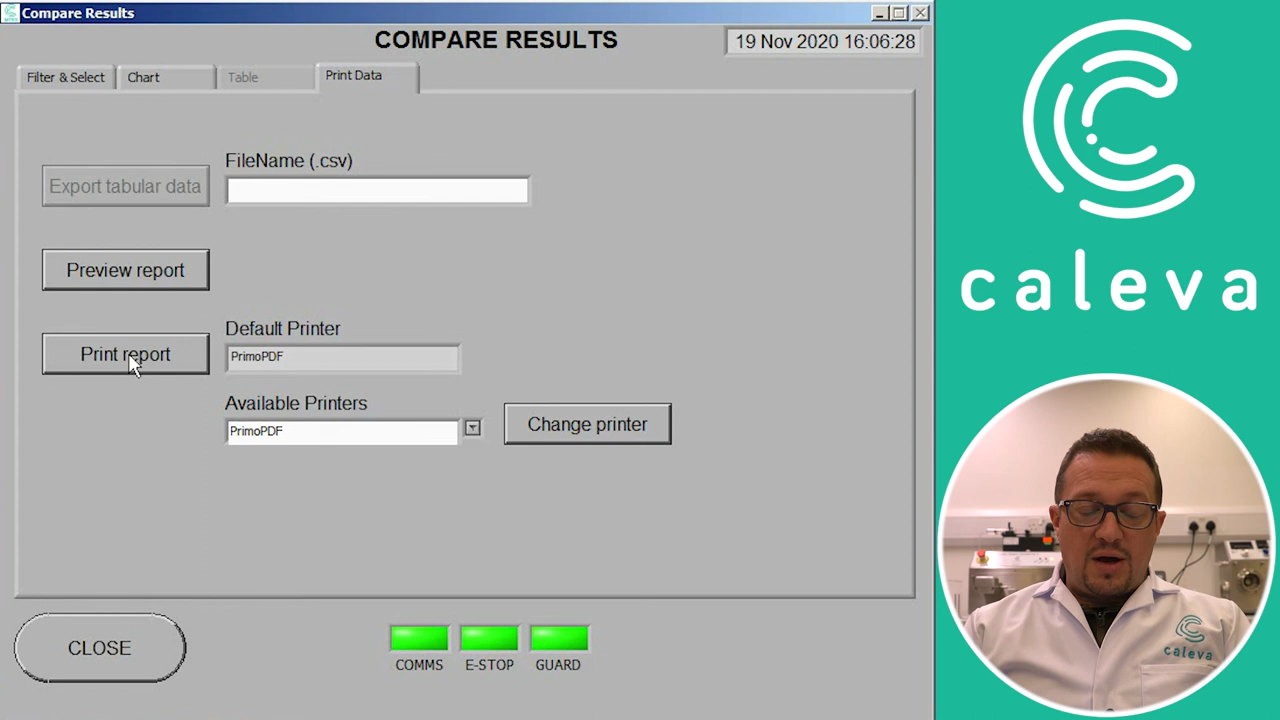 Compare Results
COMPARE RESULTS
19 Nov 2020 16:06:28
Filter & Select
Chart
Table
Print Data
FileName (.csv)
Export tabular data
Preview report
Default Printer
Print report
PrimoPDF
Available Printers
PrimoPDF
Change printer
CLOSE
COMMS
E-STOP
GUARD
caleva
caleva